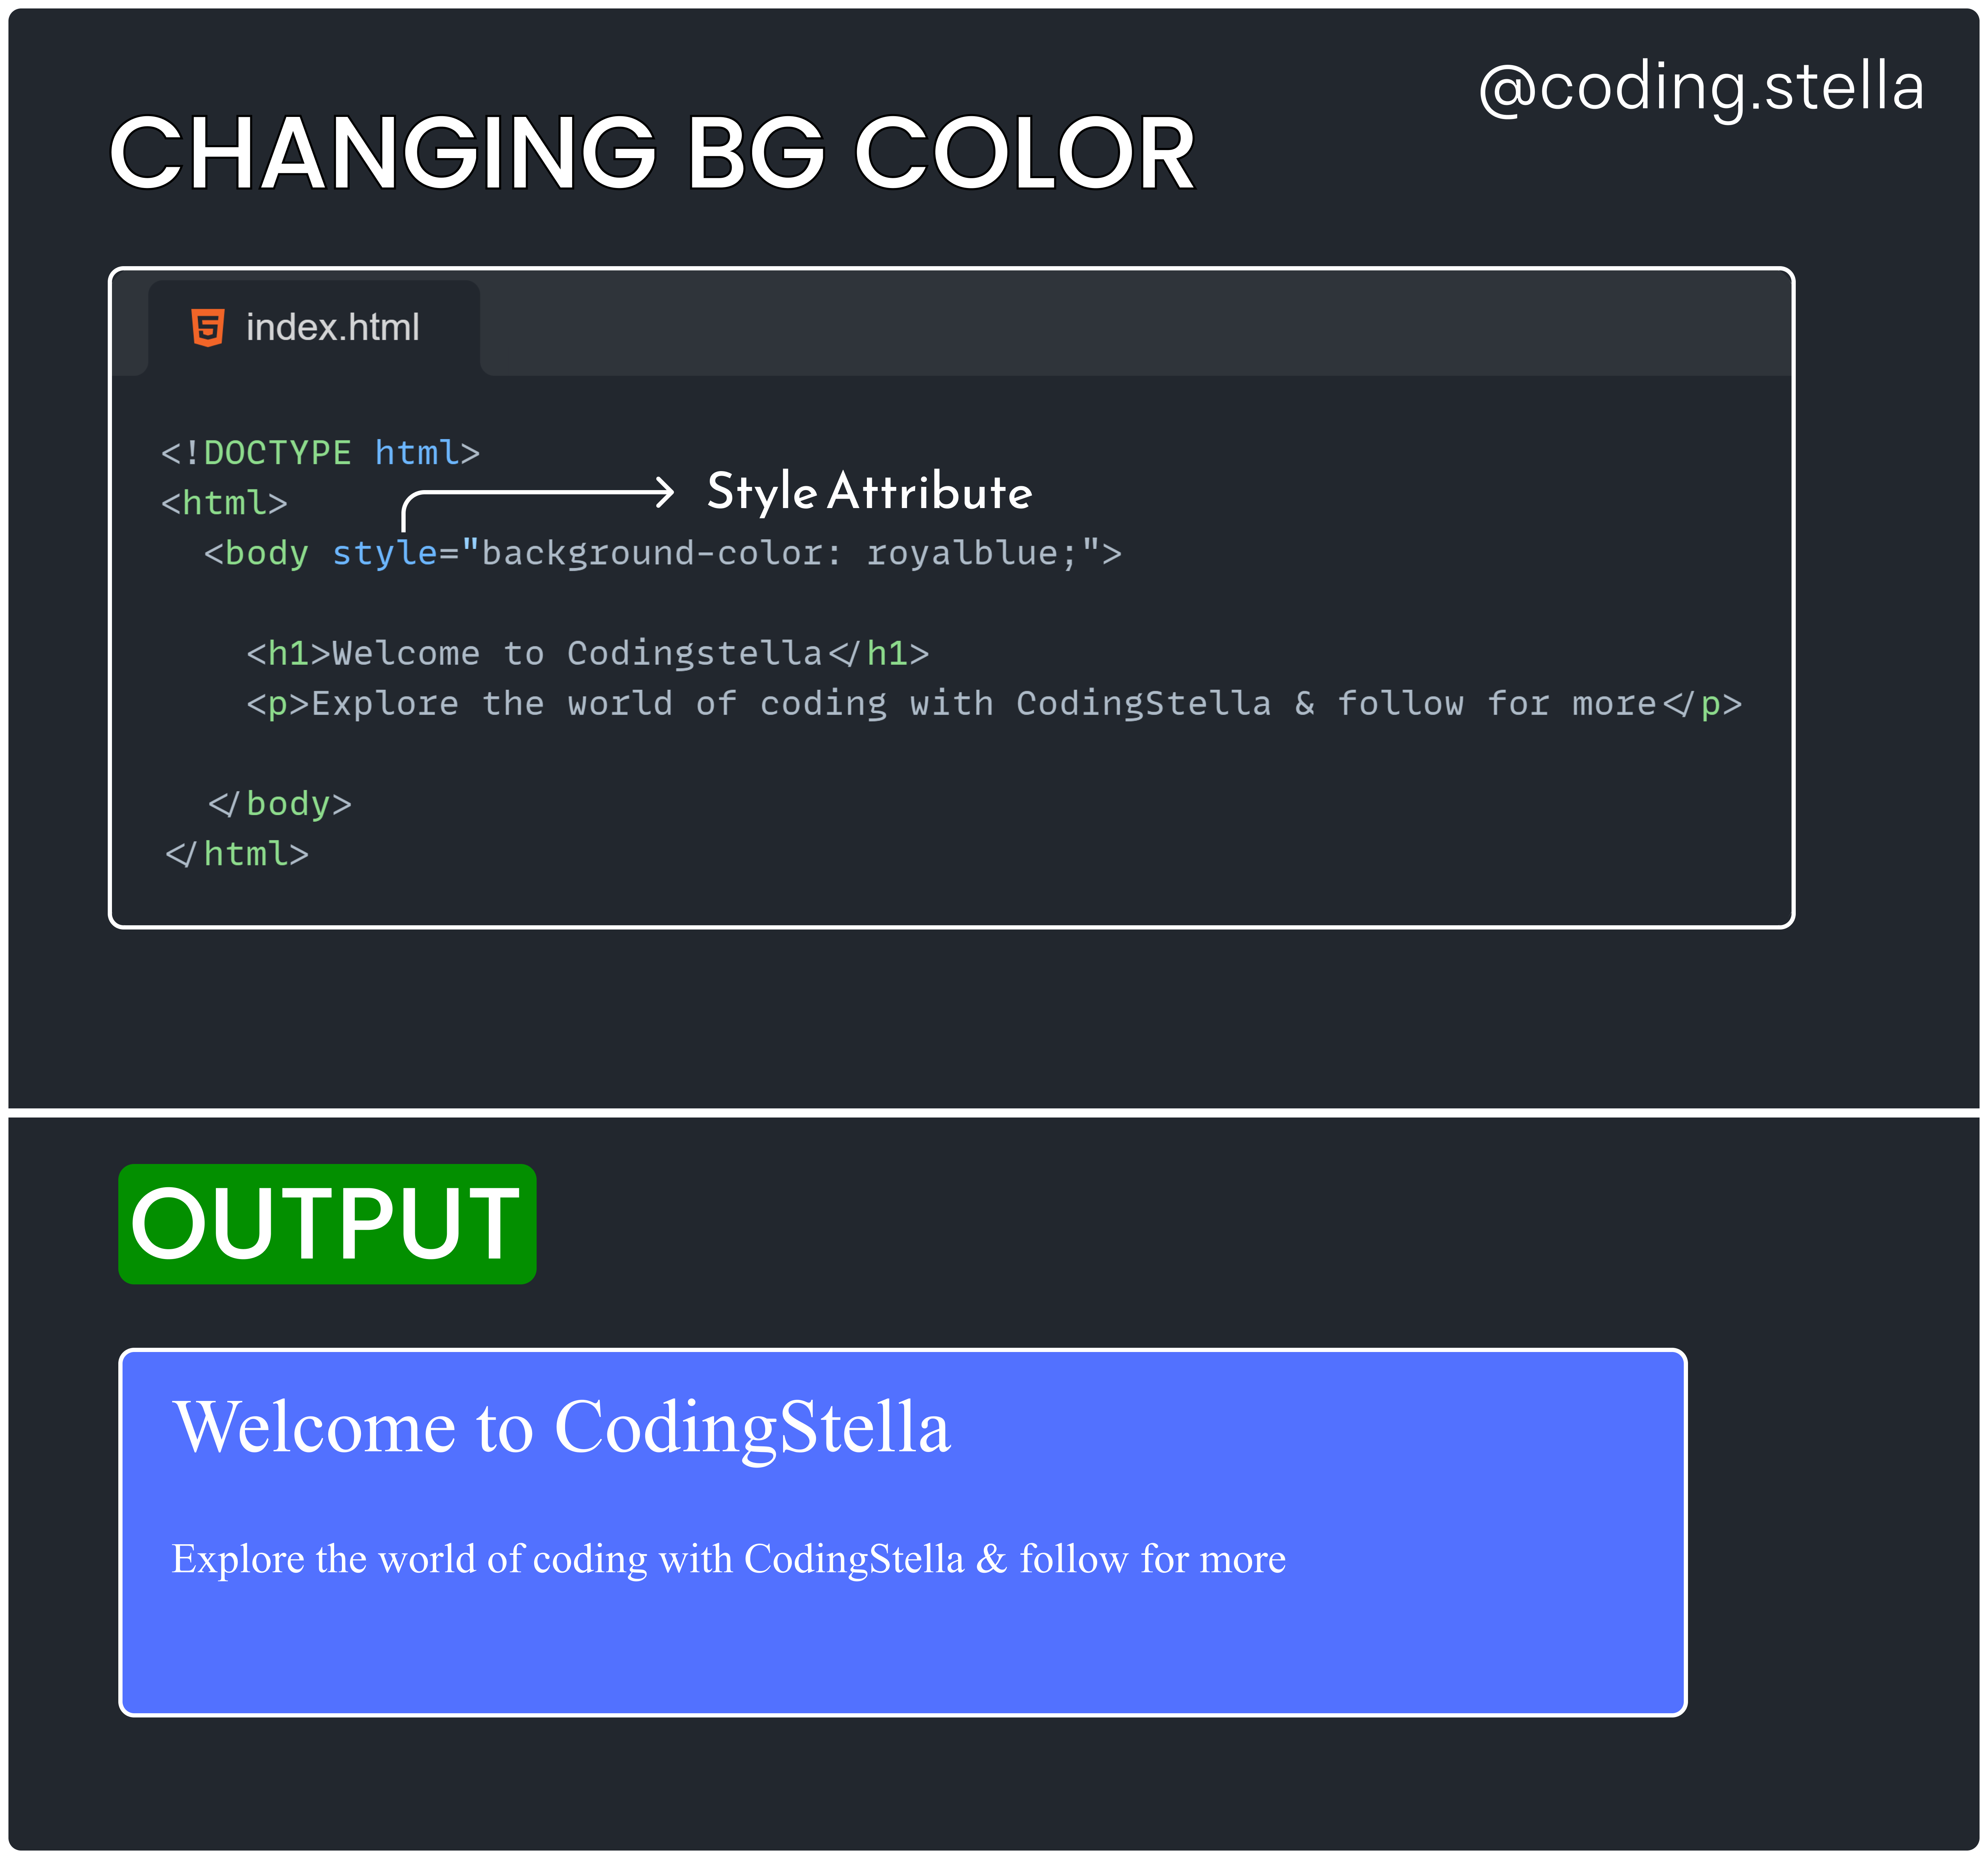 @coding.stella
CHANGING BG COLOR
index.html
<!DOCTYPE html>
<html>
Style Attribute
<body style="background-color: royalblue;">
<h1>Welcome to Codingstella</h1>
<p>Explore the world of coding with CodingStella & follow for more</p>
</body>
</html>
OUTPUT
Welcome to CodingStella
Explore the world of coding with CodingStella & follow for more